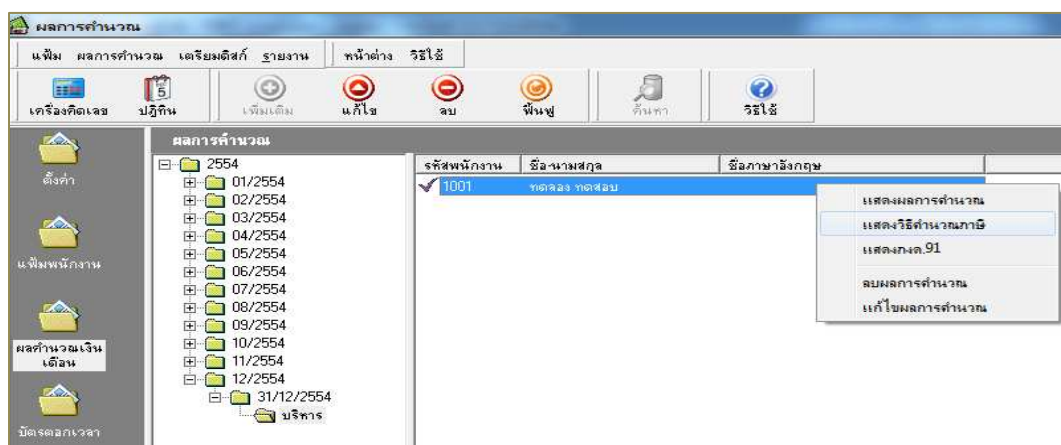 ผลการคำนวณ
แฟ้ม ผลการคำนวณ เตรียมดิสก์ รายงาน หน้าต่าง วิธีใช้
เครื่องคิดเลข ปฏิทิน เพิ่มเติม แก้ไข ลบ ฟื้นฟู ค้นหา วิธีใช้
ผลการคำนวณ
ตั้งค่า
แฟ้มพนักงาน
ผลคำนวณเงิน
เดือน
บัตรตอกเวลา
2554
01/2554
02/2554
03/2554
04/2554
05/2554
06/2554
07/2554
08/2554
09/2554
10/2554
11/2554
12/2554
31/12/2554
บริหาร
รหัสพนักงาน ชื่อ-นามสกุล ชื่อภาษาอังกฤษ
1001 ทดลอง ทดสอบ
แสดงผลการคำนวณ
แสดงวิธีคำนวณภาษี
แสดงภงด.91
ลบผลการคำนวณ
แก้ไขผลการคำนวณ